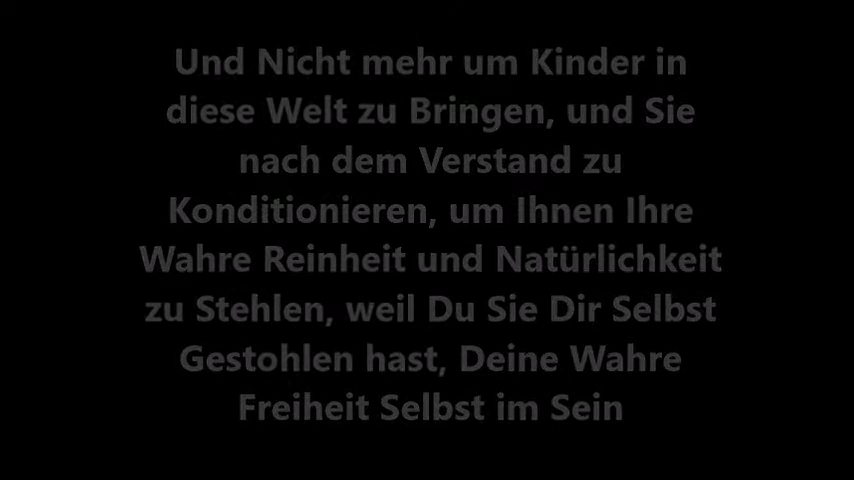 Und Nicht mehr um Kinder in
diese Welt zu Bringen, und Sie
nach dem Verstand zu
Konditionieren, um Ihnen Ihre
Wahre Reinheit und Natürlichkeit
zu Stehlen, weil Du Sie Dir Selbst
Gestohlen hast, Deine Wahre
Freiheit Selbst im Sein